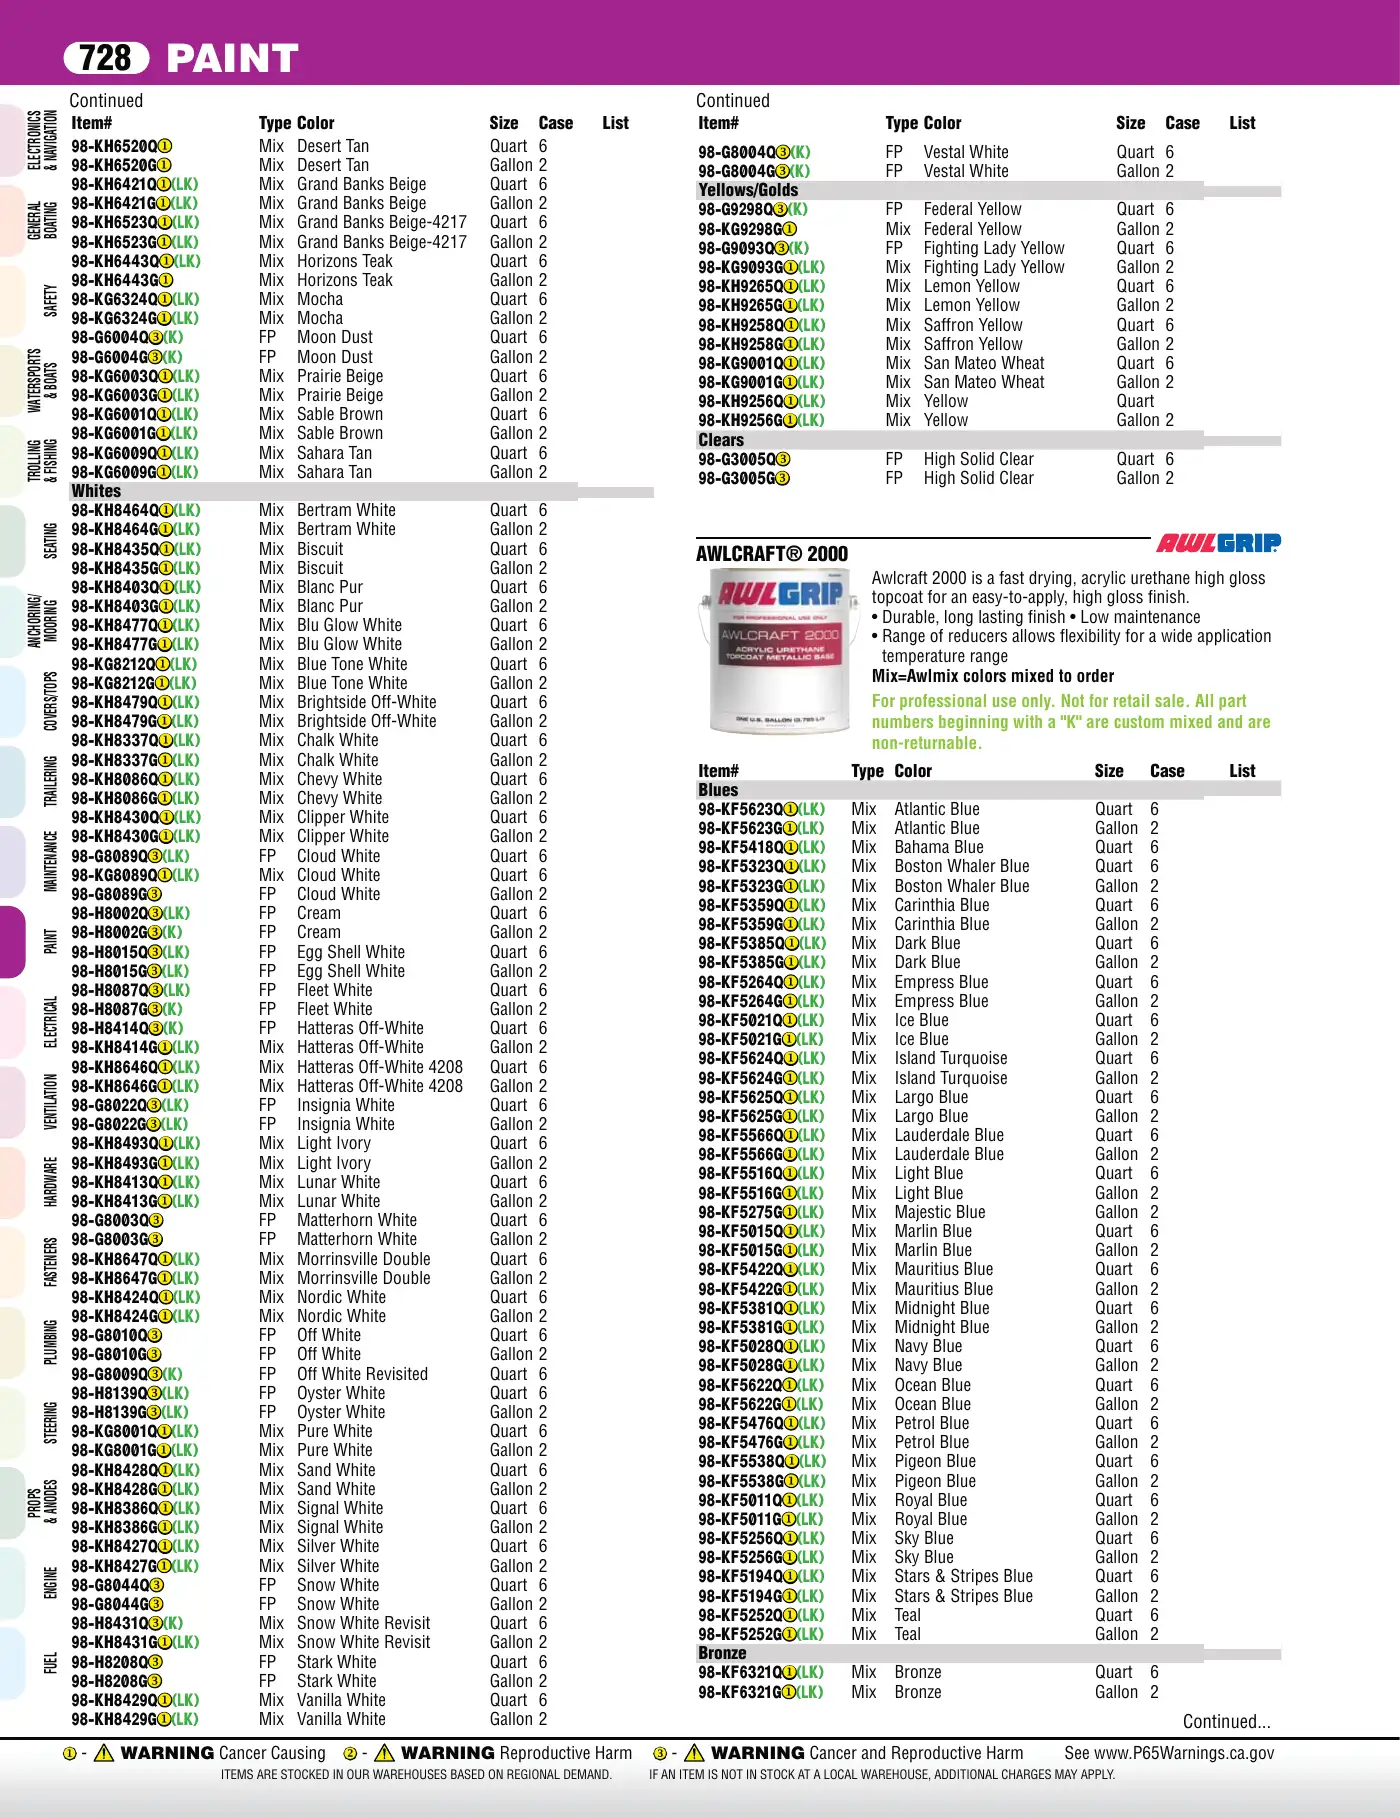 728 PAINT
ELECTRONICS
& NAVIGATION
GENERAL
BOATING
SAFETY
WATERSPORTS
& BOATS
TROLLING
& FISHING
SEATING
ANCHORING/
MOORING
COVERS/TOPS
TRAILERING
MAINTENANCE
PAINT
ELECTRICAL
VENTILATION
HARDWARE
FASTENERS
PLUMBING
STEERING
PROPS
& ANODES
ENGINE
FUEL
Continued
Item# Type Color Size Case List
98-KH6520Q① Mix Desert Tan Quart 6
98-KH6520G① Mix Desert Tan Gallon 2
98-KH6421Q①(LK) Mix Grand Banks Beige Quart 6
98-KH6421G①(LK) Mix Grand Banks Beige Gallon 2
98-KH6523Q①(LK) Mix Grand Banks Beige-4217 Quart 6
98-KH6523G①(LK) Mix Grand Banks Beige-4217 Gallon 2
98-KH6443Q①(LK) Mix Horizons Teak Quart 6
98-KH6443G① Mix Horizons Teak Gallon 2
98-KG6324Q①(LK) Mix Mocha Quart 6
98-KG6324G①(LK) Mix Mocha Gallon 2
98-G6004Q③(K) FP Moon Dust Quart 6
98-G6004G③(K) FP Moon Dust Gallon 2
98-KG6003Q①(LK) Mix Prairie Beige Quart 6
98-KG6003G①(LK) Mix Prairie Beige Gallon 2
98-KG6001Q①(LK) Mix Sable Brown Quart 6
98-KG6001G①(LK) Mix Sable Brown Gallon 2
98-KG6009Q①(LK) Mix Sahara Tan Quart 6
98-KG6009G①(LK) Mix Sahara Tan Gallon 2
Whites
98-KH8464Q①(LK) Mix Bertram White Quart 6
98-KH8464G①(LK) Mix Bertram White Gallon 2
98-KH8435Q①(LK) Mix Biscuit Quart 6
98-KH8435G①(LK) Mix Biscuit Gallon 2
98-KH8403Q①(LK) Mix Blanc Pur Quart 6
98-KH8403G①(LK) Mix Blanc Pur Gallon 2
98-KH8477Q①(LK) Mix Blu Glow White Quart 6
98-KH8477G①(LK) Mix Blu Glow White Gallon 2
98-KG8212Q①(LK) Mix Blue Tone White Quart 6
98-KG8212G①(LK) Mix Blue Tone White Gallon 2
98-KH8479Q①(LK) Mix Brightside Off-White Quart 6
98-KH8479G①(LK) Mix Brightside Off-White Gallon 2
98-KH8337Q①(LK) Mix Chalk White Quart 6
98-KH8337G①(LK) Mix Chalk White Gallon 2
98-KH8086Q①(LK) Mix Chevy White Quart 6
98-KH8086G①(LK) Mix Chevy White Gallon 2
98-KH8430Q①(LK) Mix Clipper White Quart 6
98-KH8430G①(LK) Mix Clipper White Gallon 2
98-G8089Q③(LK) FP Cloud White Quart 6
98-KG8089Q①(LK) Mix Cloud White Quart 6
98-G8089G③ FP Cloud White Gallon 2
98-H8002Q③(LK) FP Cream Quart 6
98-H8002G③(K) FP Cream Gallon 2
98-H8015Q③(LK) FP Egg Shell White Quart 6
98-H8015G③(LK) FP Egg Shell White Gallon 2
98-H8087Q③(LK) FP Fleet White Quart 6
98-H8087G③(K) FP Fleet White Gallon 2
98-H8414Q③(K) FP Hatteras Off-White Quart 6
98-KH8414G①(LK) Mix Hatteras Off-White Gallon 2
98-KH8646Q①(LK) Mix Hatteras Off-White 4208 Quart 6
98-KH8646G①(LK) Mix Hatteras Off-White 4208 Gallon 2
98-G8022Q③(LK) FP Insignia White Quart 6
98-G8022G③(LK) FP Insignia White Gallon 2
98-KH8493Q①(LK) Mix Light Ivory Quart 6
98-KH8493G①(LK) Mix Light Ivory Gallon 2
98-KH8413Q①(LK) Mix Lunar White Quart 6
98-KH8413G①(LK) Mix Lunar White Gallon 2
98-G8003Q③ FP Matterhorn White Quart 6
98-G8003G③ FP Matterhorn White Gallon 2
98-KH8647Q①(LK) Mix Morrinsville Double Quart 6
98-KH8647G①(LK) Mix Morrinsville Double Gallon 2
98-KH8424Q①(LK) Mix Nordic White Quart 6
98-KH8424G①(LK) Mix Nordic White Gallon 2
98-G8010Q③ FP Off White Quart 6
98-G8010G③ FP Off White Gallon 2
98-G8009Q③(K) FP Off White Revisited Quart 6
98-H8139Q③(LK) FP Oyster White Quart 6
98-H8139G③(LK) FP Oyster White Gallon 2
98-KG8001Q①(LK) Mix Pure White Quart 6
98-KG8001G①(LK) Mix Pure White Gallon 2
98-KH8428Q①(LK) Mix Sand White Quart 6
98-KH8428G①(LK) Mix Sand White Gallon 2
98-KH8386Q①(LK) Mix Signal White Quart 6
98-KH8386G①(LK) Mix Signal White Gallon 2
98-KH8427Q①(LK) Mix Silver White Quart 6
98-KH8427G①(LK) Mix Silver White Gallon 2
98-G8044Q③ FP Snow White Quart 6
98-G8044G③ FP Snow White Gallon 2
98-H8431Q③(K) Mix Snow White Revisit Quart 6
98-KH8431G①(LK) Mix Snow White Revisit Gallon 2
98-H8208Q③ FP Stark White Quart 6
98-H8208G③ FP Stark White Gallon 2
98-KH8429Q①(LK) Mix Vanilla White Quart 6
98-KH8429G①(LK) Mix Vanilla White Gallon 2
Continued
Item# Type Color Size Case List
98-G8004Q③(K) FP Vestal White Quart 6
98-G8004G③(K) FP Vestal White Gallon 2
Yellows/Golds
98-G9298Q③(K) FP Federal Yellow Quart 6
98-KG9298G① Mix Federal Yellow Gallon 2
98-G9093Q③(K) FP Fighting Lady Yellow Quart 6
98-KG9093G①(LK) Mix Fighting Lady Yellow Gallon 2
98-KH9265Q①(LK) Mix Lemon Yellow Quart 6
98-KH9265G①(LK) Mix Lemon Yellow Gallon 2
98-KH9258Q①(LK) Mix Saffron Yellow Quart 6
98-KH9258G①(LK) Mix Saffron Yellow Gallon 2
98-KG9001Q①(LK) Mix San Mateo Wheat Quart 6
98-KG9001G①(LK) Mix San Mateo Wheat Gallon 2
98-KH9256Q①(LK) Mix Yellow Quart
98-KH9256G①(LK) Mix Yellow Gallon 2
Clears
98-G3005Q③ FP High Solid Clear Quart 6
98-G3005G③ FP High Solid Clear Gallon 2
AWLGRIP
AWLCRAFT® 2000
AWLGRIP
FOR PROFESSIONAL USE ONLY
AWLCRAFT 2000
ACRYLIC URETHANE
TOPCOAT METALLIC BASE
ONE U.S. GALLON (3.785 L)
Awlcraft 2000 is a fast drying, acrylic urethane high gloss
topcoat for an easy-to-apply, high gloss finish.
• Durable, long lasting finish • Low maintenance
• Range of reducers allows flexibility for a wide application
temperature range
Mix=Awlmix colors mixed to order
For professional use only. Not for retail sale. All part
numbers beginning with a "K" are custom mixed and are
non-returnable.
Item# Type Color Size Case List
Blues
98-KF5623Q①(LK) Mix Atlantic Blue Quart 6
98-KF5623G①(LK) Mix Atlantic Blue Gallon 2
98-KF5418Q①(LK) Mix Bahama Blue Quart 6
98-KF5323Q①(LK) Mix Boston Whaler Blue Quart 6
98-KF5323G①(LK) Mix Boston Whaler Blue Gallon 2
98-KF5359Q①(LK) Mix Carinthia Blue Quart 6
98-KF5359G①(LK) Mix Carinthia Blue Gallon 2
98-KF5385Q①(LK) Mix Dark Blue Quart 6
98-KF5385G①(LK) Mix Dark Blue Gallon 2
98-KF5264Q①(LK) Mix Empress Blue Quart 6
98-KF5264G①(LK) Mix Empress Blue Gallon 2
98-KF5021Q①(LK) Mix Ice Blue Quart 6
98-KF5021G①(LK) Mix Ice Blue Gallon 2
98-KF5624Q①(LK) Mix Island Turquoise Quart 6
98-KF5624G①(LK) Mix Island Turquoise Gallon 2
98-KF5625Q①(LK) Mix Largo Blue Quart 6
98-KF5625G①(LK) Mix Largo Blue Gallon 2
98-KF5566Q①(LK) Mix Lauderdale Blue Quart 6
98-KF5566G①(LK) Mix Lauderdale Blue Gallon 2
98-KF5516Q①(LK) Mix Light Blue Quart 6
98-KF5516G①(LK) Mix Light Blue Gallon 2
98-KF5275G①(LK) Mix Majestic Blue Gallon 2
98-KF5015Q①(LK) Mix Marlin Blue Quart 6
98-KF5015G①(LK) Mix Marlin Blue Gallon 2
98-KF5422Q①(LK) Mix Mauritius Blue Quart 6
98-KF5422G①(LK) Mix Mauritius Blue Gallon 2
98-KF5381Q①(LK) Mix Midnight Blue Quart 6
98-KF5381G①(LK) Mix Midnight Blue Gallon 2
98-KF5028Q①(LK) Mix Navy Blue Quart 6
98-KF5028G①(LK) Mix Navy Blue Gallon 2
98-KF5622Q①(LK) Mix Ocean Blue Quart 6
98-KF5622G①(LK) Mix Ocean Blue Gallon 2
98-KF5476Q①(LK) Mix Petrol Blue Quart 6
98-KF5476G①(LK) Mix Petrol Blue Gallon 2
98-KF5538Q①(LK) Mix Pigeon Blue Quart 6
98-KF5538G①(LK) Mix Pigeon Blue Gallon 2
98-KF5011Q①(LK) Mix Royal Blue Quart 6
98-KF5011G①(LK) Mix Royal Blue Gallon 2
98-KF5256Q①(LK) Mix Sky Blue Quart 6
98-KF5256G①(LK) Mix Sky Blue Gallon 2
98-KF5194Q①(LK) Mix Stars & Stripes Blue Quart 6
98-KF5194G①(LK) Mix Stars & Stripes Blue Gallon 2
98-KF5252Q①(LK) Mix Teal Quart 6
98-KF5252G①(LK) Mix Teal Gallon 2
Bronze
98-KF6321Q①(LK) Mix Bronze Quart 6
98-KF6321G①(LK) Mix Bronze Gallon 2
Continued...
① - ⚠ WARNING Cancer Causing ② - ⚠ WARNING Reproductive Harm ③ - ⚠ WARNING Cancer and Reproductive Harm See www.P65Warnings.ca.gov
ITEMS ARE STOCKED IN OUR WAREHOUSES BASED ON REGIONAL DEMAND. IF AN ITEM IS NOT IN STOCK AT A LOCAL WAREHOUSE, ADDITIONAL CHARGES MAY APPLY.